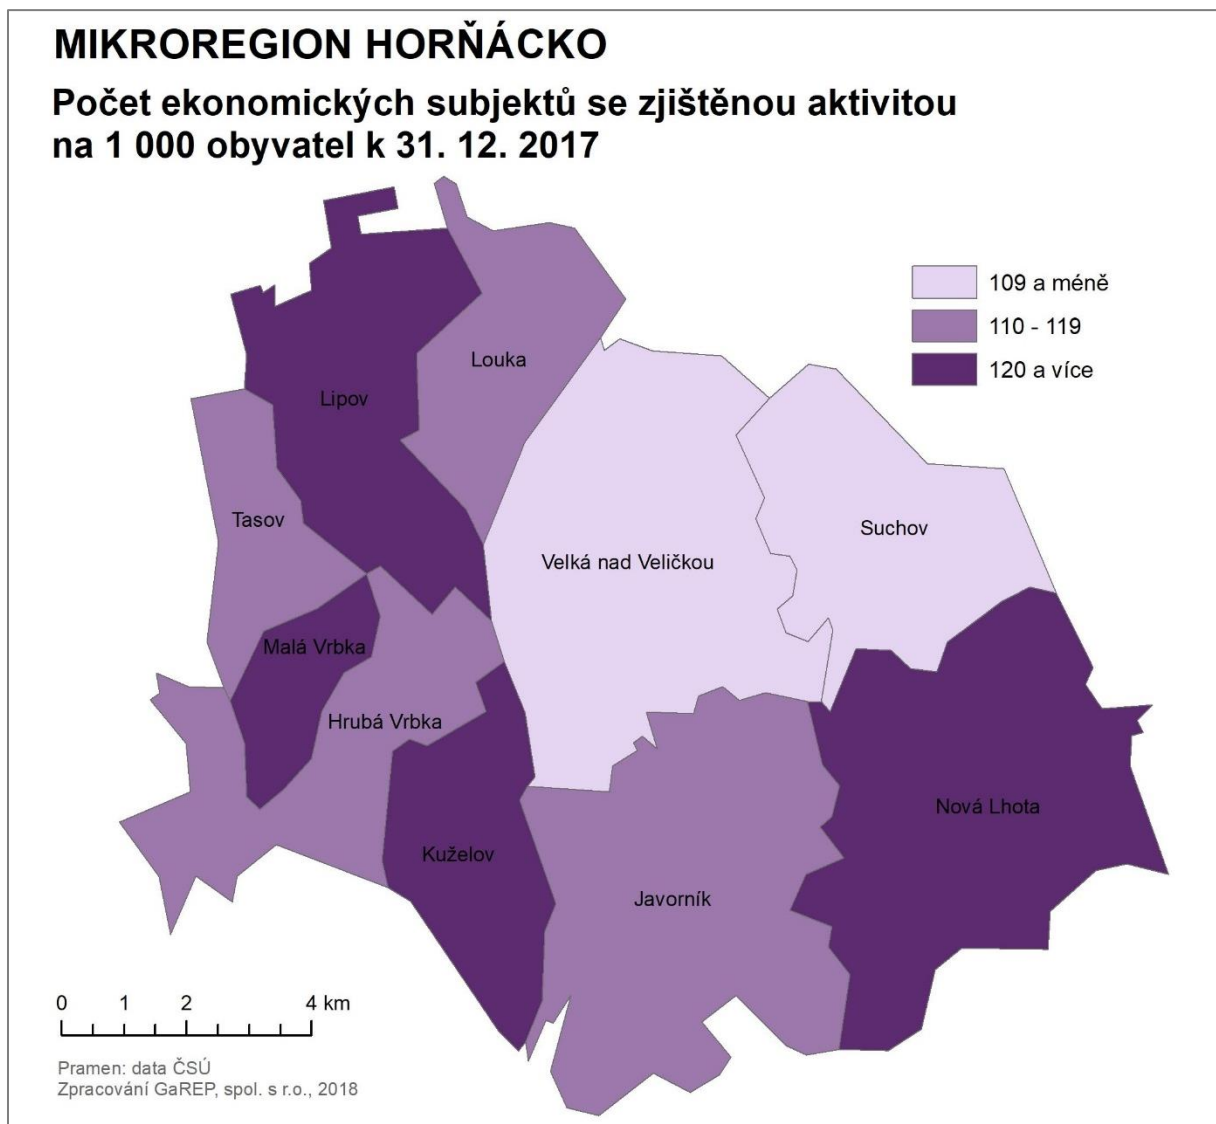 MIKROREGION HORŇÁCKO
Počet ekonomických subjektů se zjištěnou aktivitou
na 1 000 obyvatel k 31. 12. 2017
109 a méně
110 - 119
120 a více
Louka
Lipov
Tasov
Suchov
Velká nad Veličkou
Malá Vrbka
Hrubá Vrbka
Nová Lhota
Kuželov
Javorník
0 1 2 4 km
Pramen: data ČSÚ
Zpracování GaREP, spol. s r.o., 2018